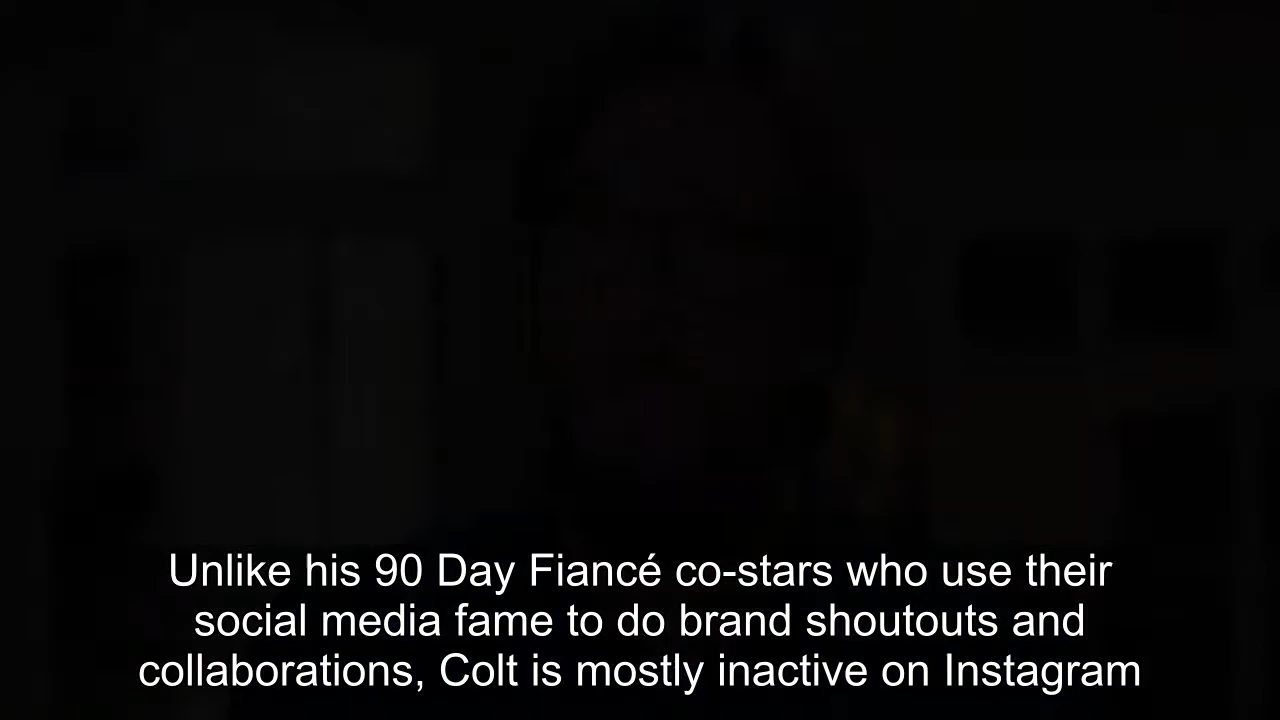 Unlike his 90 Day Fiancé co-stars who use their
social media fame to do brand shoutouts and
collaborations, Colt is mostly inactive on Instagram